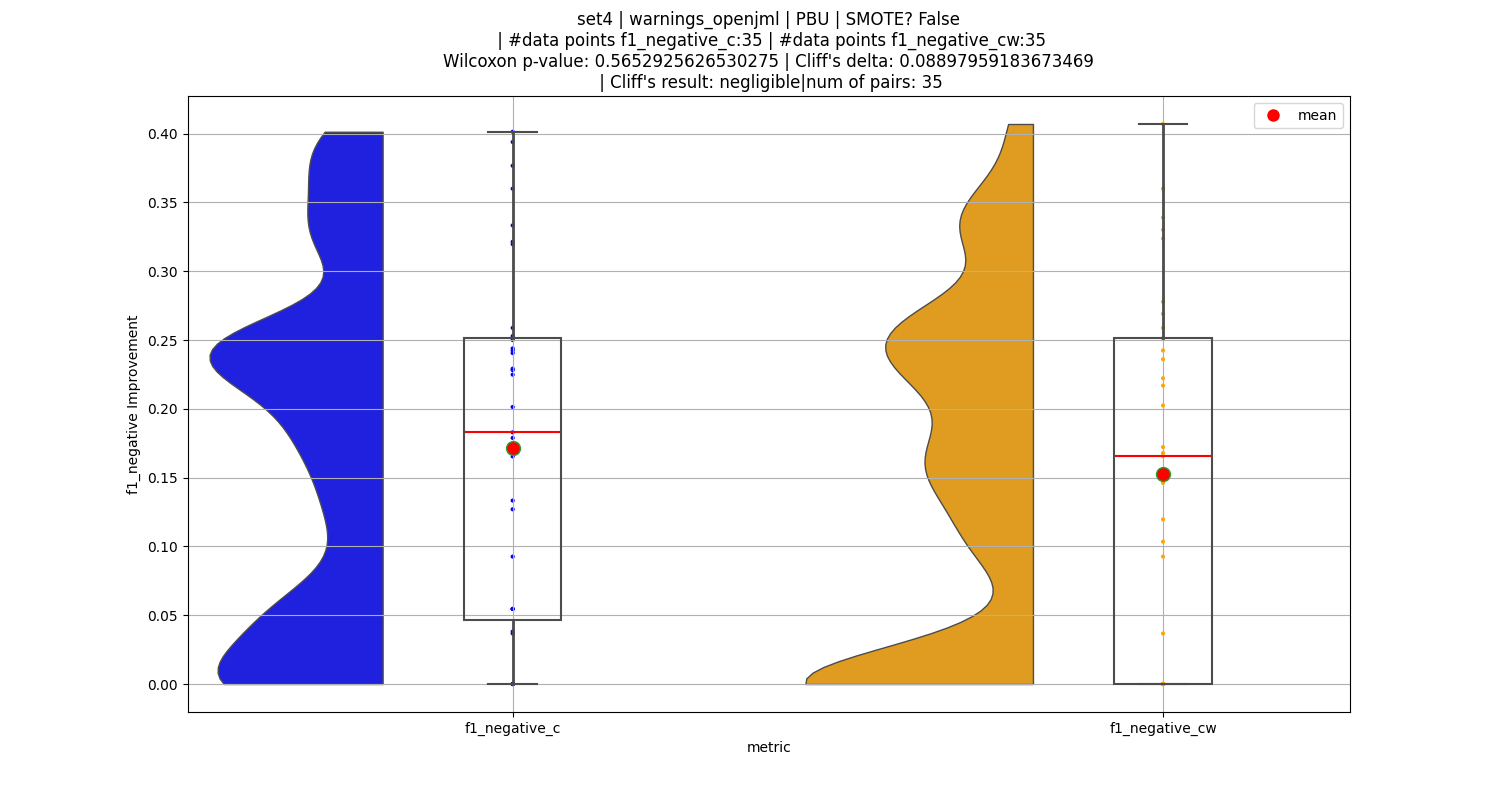 set4 | warnings_openjml | PBU | SMOTE? False
| #data points f1_negative_c:35 | #data points f1_negative_cw:35
Wilcoxon p-value: 0.5652925626530275 | Cliff's delta: 0.08897959183673469
| Cliff's result: negligible|num of pairs: 35
mean
0.40
0.35
0.30
0.25
0.20
0.15
0.10
0.05
0.00
f1_negative Improvement
f1_negative_c
f1_negative_cw
metric